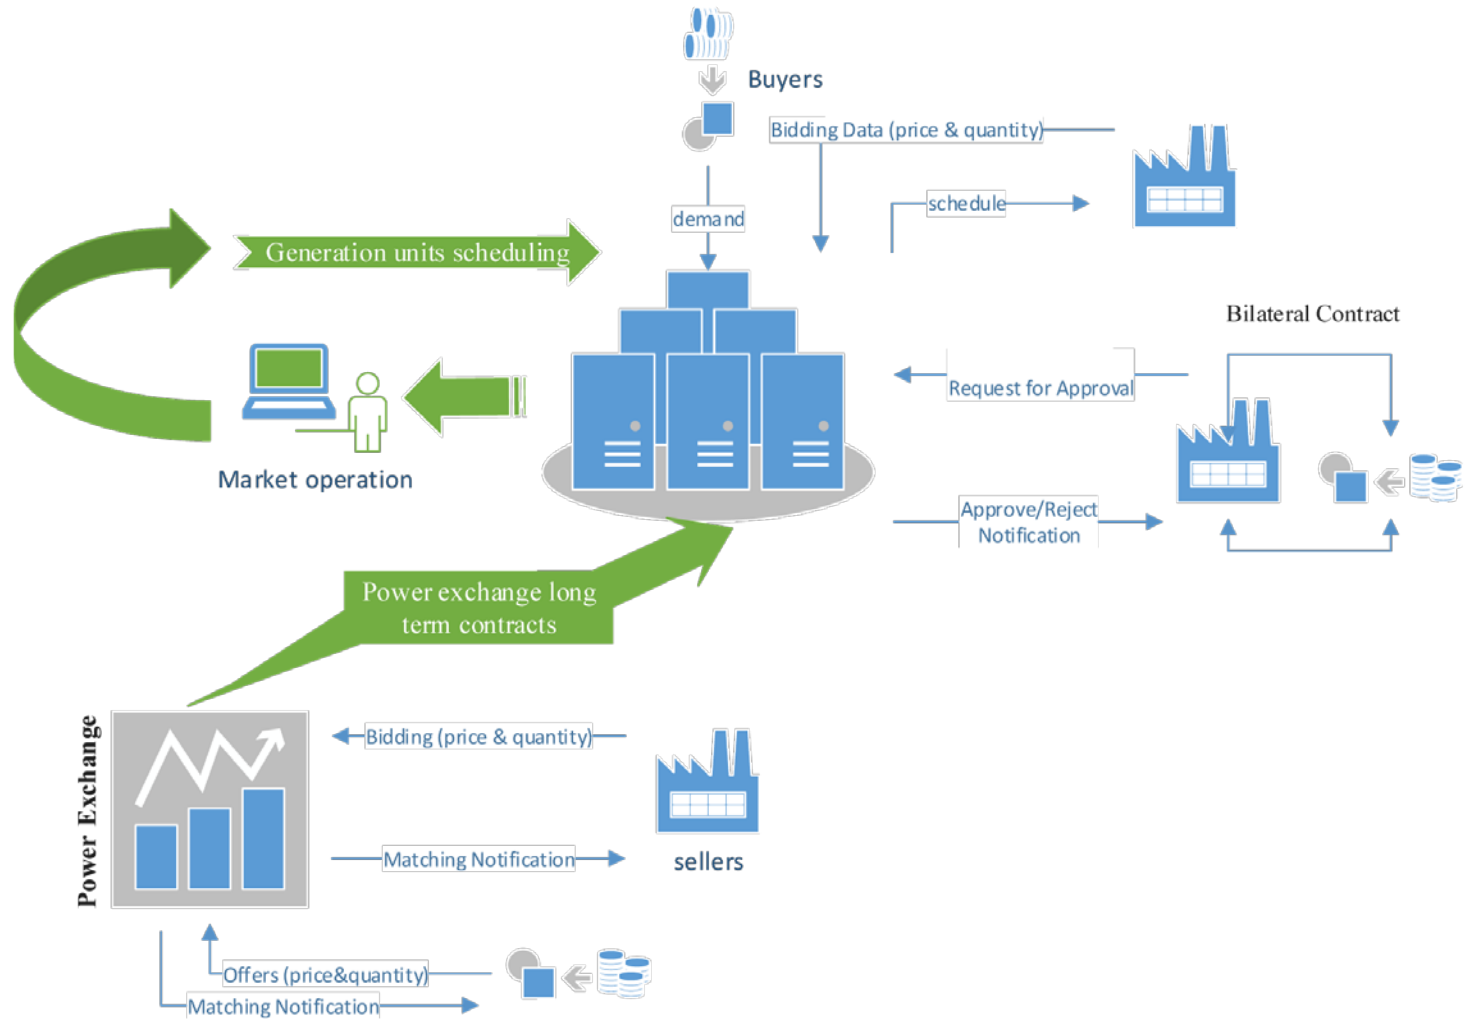 Buyers
Bidding Data (price & quantity)
schedule
demand
Generation units scheduling
Bilateral Contract
Request for Approval
Market operation
Approve/Reject
Notification
Power exchange long
term contracts
Power Exchange
Bidding (price & quantity)
Matching Notification
sellers
Offers (price&quantity)
Matching Notification